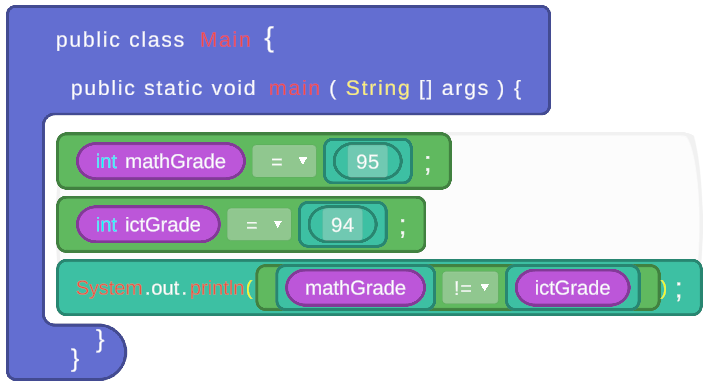 public class Main {
public static void main ( String [] args ) {
int mathGrade = 95 ;
int ictGrade = 94 ;
System.out.println( mathGrade != ictGrade ) ;
}
}